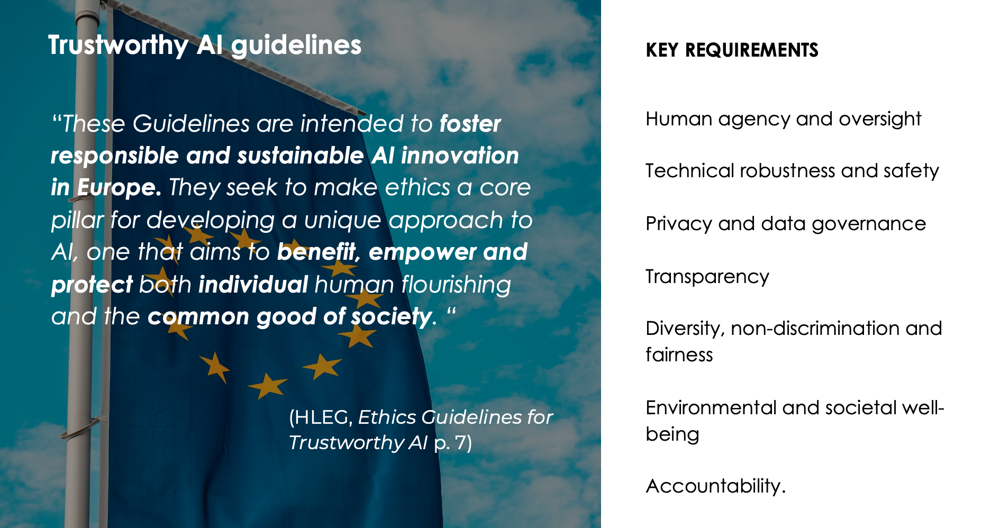 Trustworthy AI guidelines
“These Guidelines are intended to foster
responsible and sustainable AI innovation
in Europe. They seek to make ethics a core
pillar for developing a unique approach to
AI, one that aims to benefit, empower and
protect both individual human flourishing
and the common good of society. “
(HLEG, Ethics Guidelines for
Trustworthy AI p. 7)
KEY REQUIREMENTS
Human agency and oversight
Technical robustness and safety
Privacy and data governance
Transparency
Diversity, non-discrimination and
fairness
Environmental and societal well-
being
Accountability.